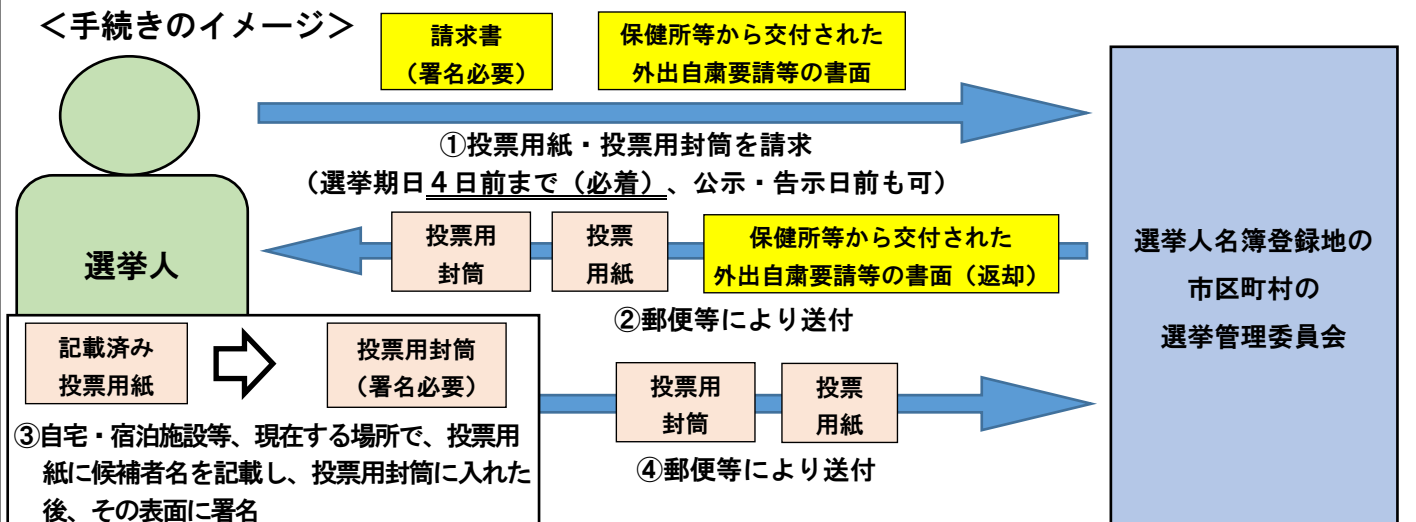 ＜手続きのイメージ＞
請求書
（署名必要）
保健所等から交付された
外出自粛要請等の書面
①投票用紙・投票用封筒を請求
（選挙期日４日前まで（必着）、公示・告示日前も可）
選挙人
投票用
封筒
投票
用紙
保健所等から交付された
外出自粛要請等の書面（返却）
②郵便等により送付
選挙人名簿登録地の
市区町村の
選挙管理委員会
記載済み
投票用紙
投票用封筒
（署名必要）
③自宅・宿泊施設等、現在する場所で、投票用
紙に候補者名を記載し、投票用封筒に入れた
後、その表面に署名
投票用
封筒
投票
用紙
④郵便等により送付